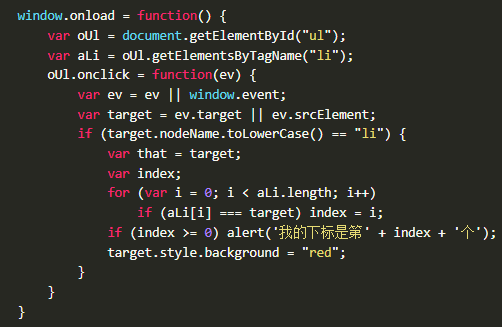 window.onload = function() {
    var oUl = document.getElementById("ul");
    var aLi = oUl.getElementsByTagName("li");
    oUl.onclick = function(ev) {
        var ev = ev || window.event;
        var target = ev.target || ev.srcElement;
        if (target.nodeName.toLowerCase() == "li") {
            var that = target;
            var index;
            for (var i = 0; i < aLi.length; i++)
                if (aLi[i] === target) index = i;
            if (index >= 0) alert('我的下标是第' + index + '个');
            target.style.background = "red";
        }
    }
}